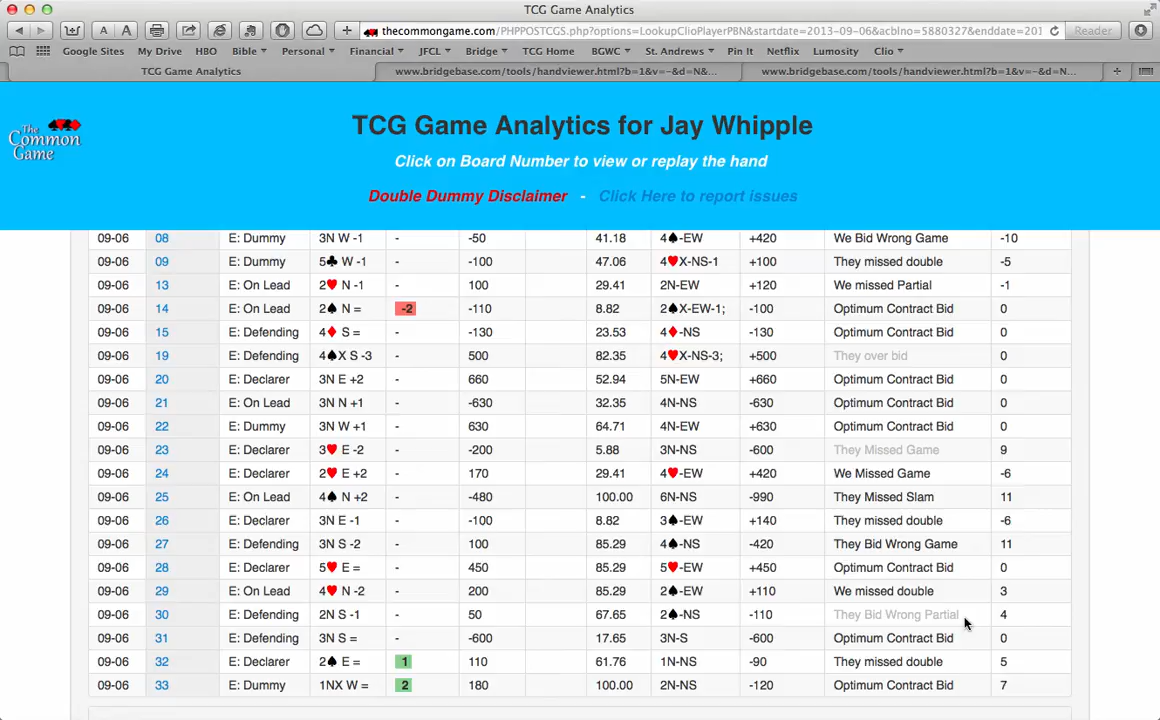 TCG Game Analytics
A A + thecommongame.com/PHPPOSTCGS.php?options=LookupClioPlayerPBN&startdate=2013-09-06&acblno=5880327&enddate=201 Reader
Google Sites My Drive HBO Bible Personal Financial JFCL Bridge TCG Home BGWC St. Andrews Pin It Netflix Lumosity Clio
TCG Game Analytics www.bridgebase.com/tools/handviewer.html?b=1&v=–&d=N&... www.bridgebase.com/tools/handviewer.html?b=1&v=–&d=N... +
The Common Game
TCG Game Analytics for Jay Whipple
Click on Board Number to view or replay the hand
Double Dummy Disclaimer - Click Here to report issues
09-06 08 E: Dummy 3N W -1 - -50 41.18 4♠-EW +420 We Bid Wrong Game -10
09-06 09 E: Dummy 5♣ W -1 - -100 47.06 4♥X-NS-1 +100 They missed double -5
09-06 13 E: On Lead 2♥ N -1 - 100 29.41 2N-EW +120 We missed Partial -1
09-06 14 E: On Lead 2♠ N = -2 -110 8.82 2♠X-EW-1; -100 Optimum Contract Bid 0
09-06 15 E: Defending 4♦ S = - -130 23.53 4♦-NS -130 Optimum Contract Bid 0
09-06 19 E: Defending 4♠X S -3 - 500 82.35 4♥X-NS-3; +500 They over bid 0
09-06 20 E: Declarer 3N E +2 - 660 52.94 5N-EW +660 Optimum Contract Bid 0
09-06 21 E: On Lead 3N N +1 - -630 32.35 4N-NS -630 Optimum Contract Bid 0
09-06 22 E: Dummy 3N W +1 - 630 64.71 4N-EW +630 Optimum Contract Bid 0
09-06 23 E: Declarer 3♥ E -2 - -200 5.88 3N-NS -600 They Missed Game 9
09-06 24 E: Declarer 2♥ E +2 - 170 29.41 4♥-EW +420 We Missed Game -6
09-06 25 E: On Lead 4♠ N +2 - -480 100.00 6N-NS -990 They Missed Slam 11
09-06 26 E: Declarer 3N E -1 - -100 8.82 3♠-EW +140 They missed double -6
09-06 27 E: Defending 3N S -2 - 100 85.29 4♠-NS -420 They Bid Wrong Game 11
09-06 28 E: Declarer 5♥ E = - 450 85.29 5♥-EW +450 Optimum Contract Bid 0
09-06 29 E: On Lead 4♥ N -2 - 200 85.29 2♠-EW +110 We missed double 3
09-06 30 E: Defending 2N S -1 - 50 67.65 2♠-NS -110 They Bid Wrong Partial 4
09-06 31 E: Defending 3N S = - -600 17.65 3N-S -600 Optimum Contract Bid 0
09-06 32 E: Declarer 2♠ E = 1 110 61.76 1N-NS -90 They missed double 5
09-06 33 E: Dummy 1NX W = 2 180 100.00 2N-NS -120 Optimum Contract Bid 7